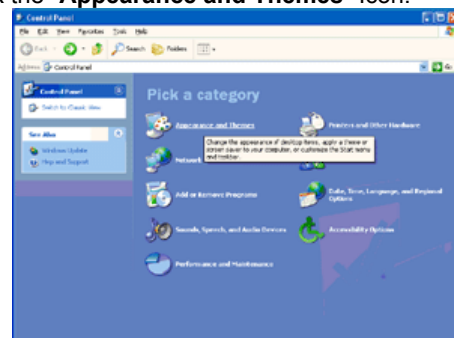 the "Appearance and Themes" icon.
Control Panel
File Edit View Favorites Tools Help
Back Search Folders
Address Control Panel Go
Control Panel
Switch to Classic View
See Also
Windows Update
Help and Support
Pick a category
Appearance and Themes
Printers and Other Hardware
Change the appearance of desktop items, apply a theme or
screen saver to your computer, or customize the Start menu
and taskbar.
Network
Add or Remove Programs
Date, Time, Language, and Regional
Options
Sounds, Speech, and Audio Devices
Accessibility Options
Performance and Maintenance